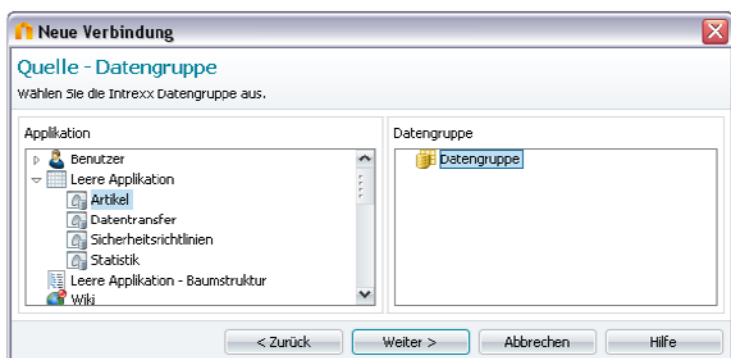 Neue Verbindung
Quelle - Datengruppe
Wählen Sie die Intrexx Datengruppe aus.
Applikation
Benutzer
Leere Applikation
Artikel
Datentransfer
Sicherheitsrichtlinien
Statistik
Leere Applikation - Baumstruktur
Wiki
Datengruppe
Datengruppe
< Zurück
Weiter >
Abbrechen
Hilfe